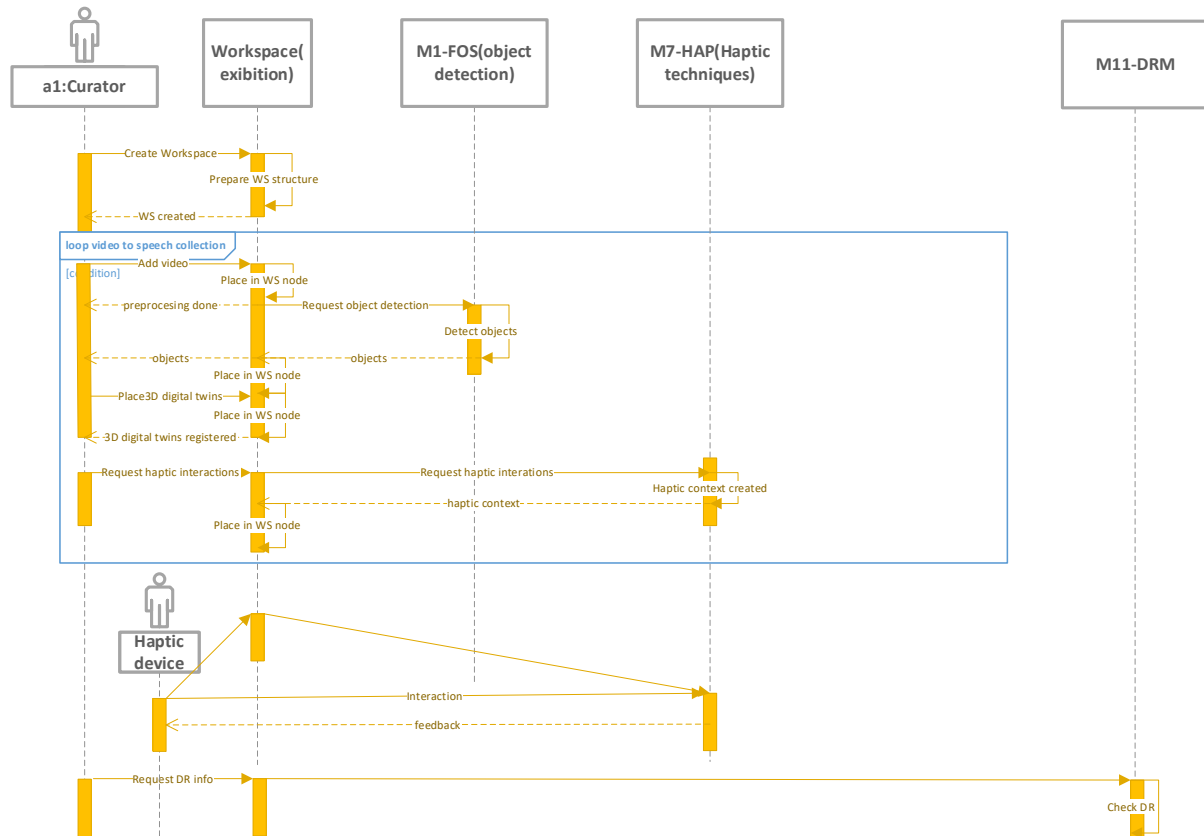 a1:Curator
Workspace(
exibition)
M1-FOS(object
detection)
M7-HAP(Haptic
techniques)
M11-DRM
Create Workspace
Prepare WS structure
WS created
loop video to speech collection
[condition]
Add video
Place in WS node
preprocesing done
Request object detection
Detect objects
objects
objects
Place in WS node
Place3D digital twins
Place in WS node
3D digital twins registered
Request haptic interactions
Request haptic interations
Haptic context created
haptic context
Place in WS node
Haptic
device
Interaction
feedback
Request DR info
Check DR